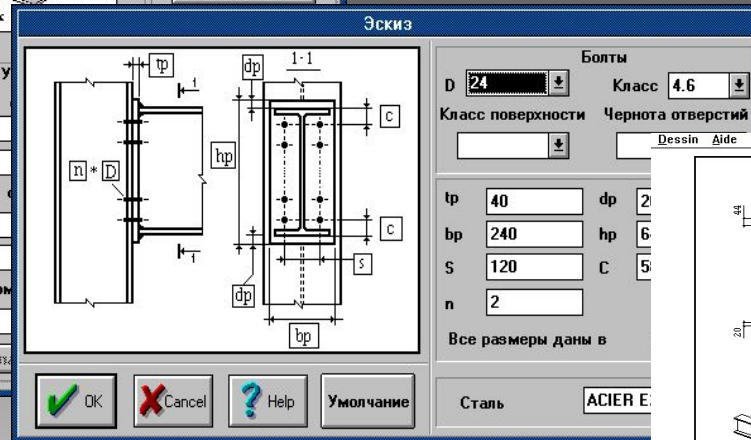 Эскиз
tp
dp
1-1
1
c
hp
n * D
c
1
s
dp
bp
Болты
D 24 Класс 4.6
Класс поверхности Чернота отверстий
Dessin Aide
44
tp 40 dp
bp 240 hp
S 120 C
n 2
20
Все размеры даны в
OK Cancel Help Умолчание
Сталь ACIER